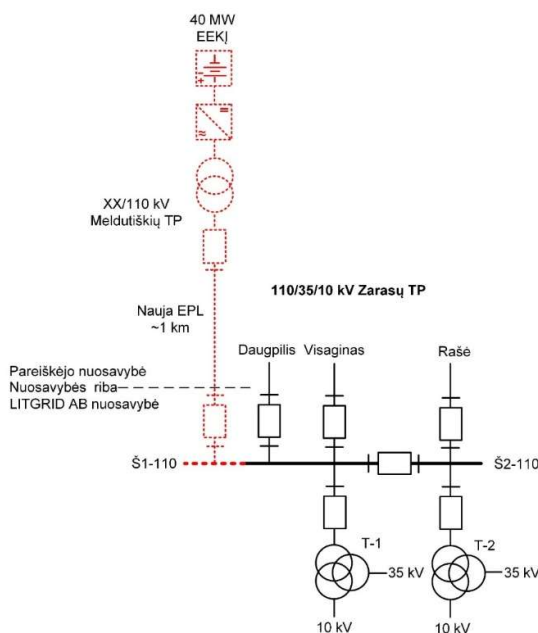 40 MW
EEKĮ
XX/110 kV
Meldutiškių TP
110/35/10 kV Zarasų TP
Nauja EPL
~1 km
Daugpilis
Visaginas
Rašė
Pareiškėjo nuosavybė
Nuosavybės riba
LITGRID AB nuosavybė
Š1-110
Š2-110
T-1
T-2
35 kV
35 kV
10 kV
10 kV